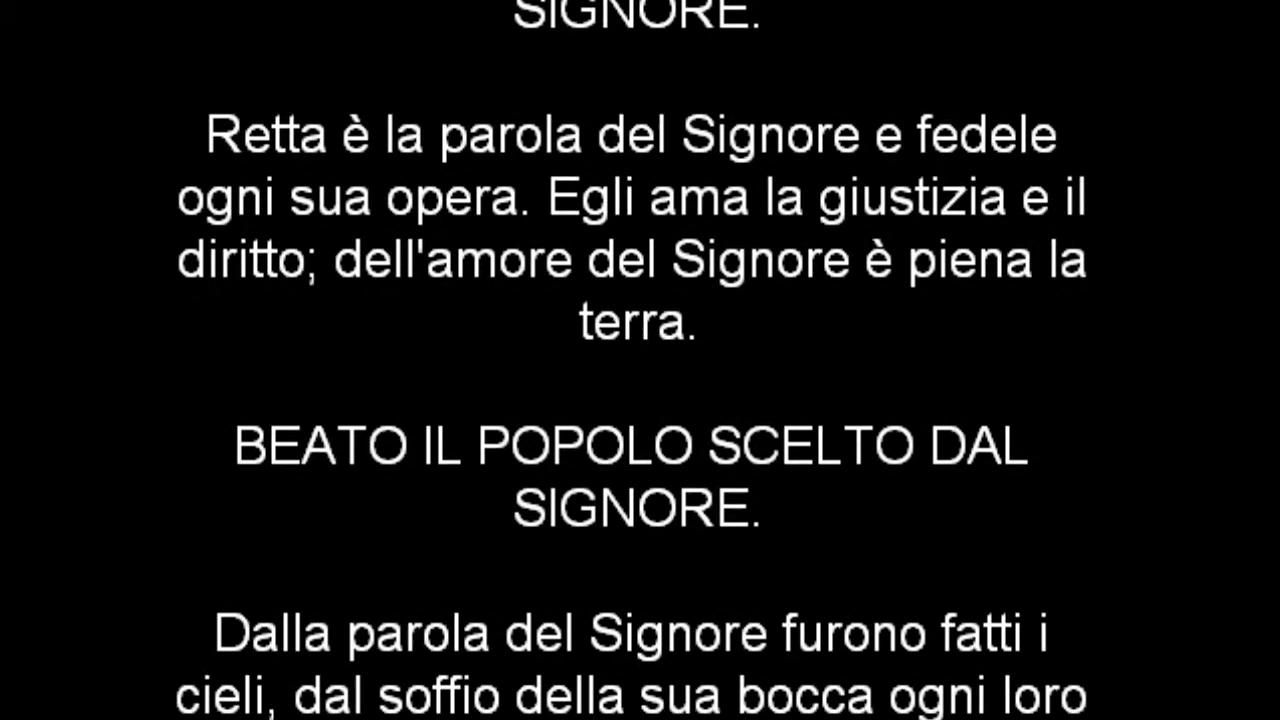 SIGNORE.
Retta è la parola del Signore e fedele
ogni sua opera. Egli ama la giustizia e il
diritto; dell'amore del Signore è piena la
terra.
BEATO IL POPOLO SCELTO DAL
SIGNORE.
Dalla parola del Signore furono fatti i
cieli, dal soffio della sua bocca ogni loro